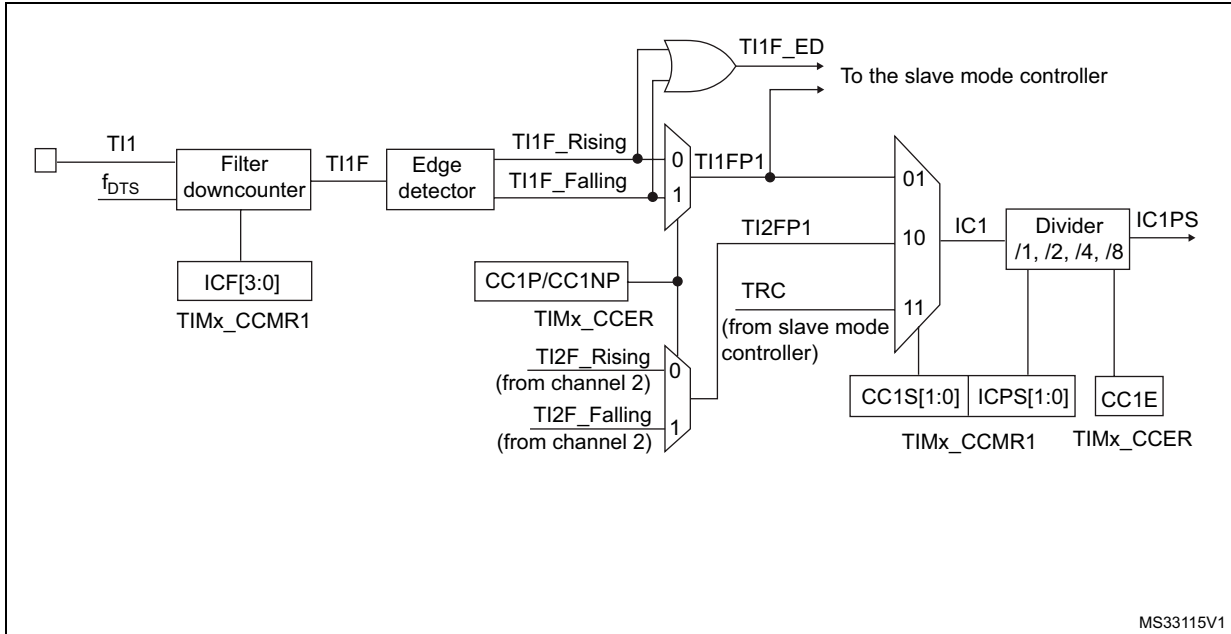 TI1F_ED
To the slave mode controller
TI1
f_DTS
Filter
downcounter
TI1F
Edge
detector
TI1F_Rising
TI1F_Falling
0
1
TI1FP1
01
10
11
TI2FP1
TRC
(from slave mode
controller)
IC1
Divider
/1, /2, /4, /8
IC1PS
ICF[3:0]
TIMx_CCMR1
CC1P/CC1NP
TIMx_CCER
TI2F_Rising
(from channel 2)
TI2F_Falling
(from channel 2)
0
1
CC1S[1:0]
ICPS[1:0]
TIMx_CCMR1
CC1E
TIMx_CCER
MS33115V1